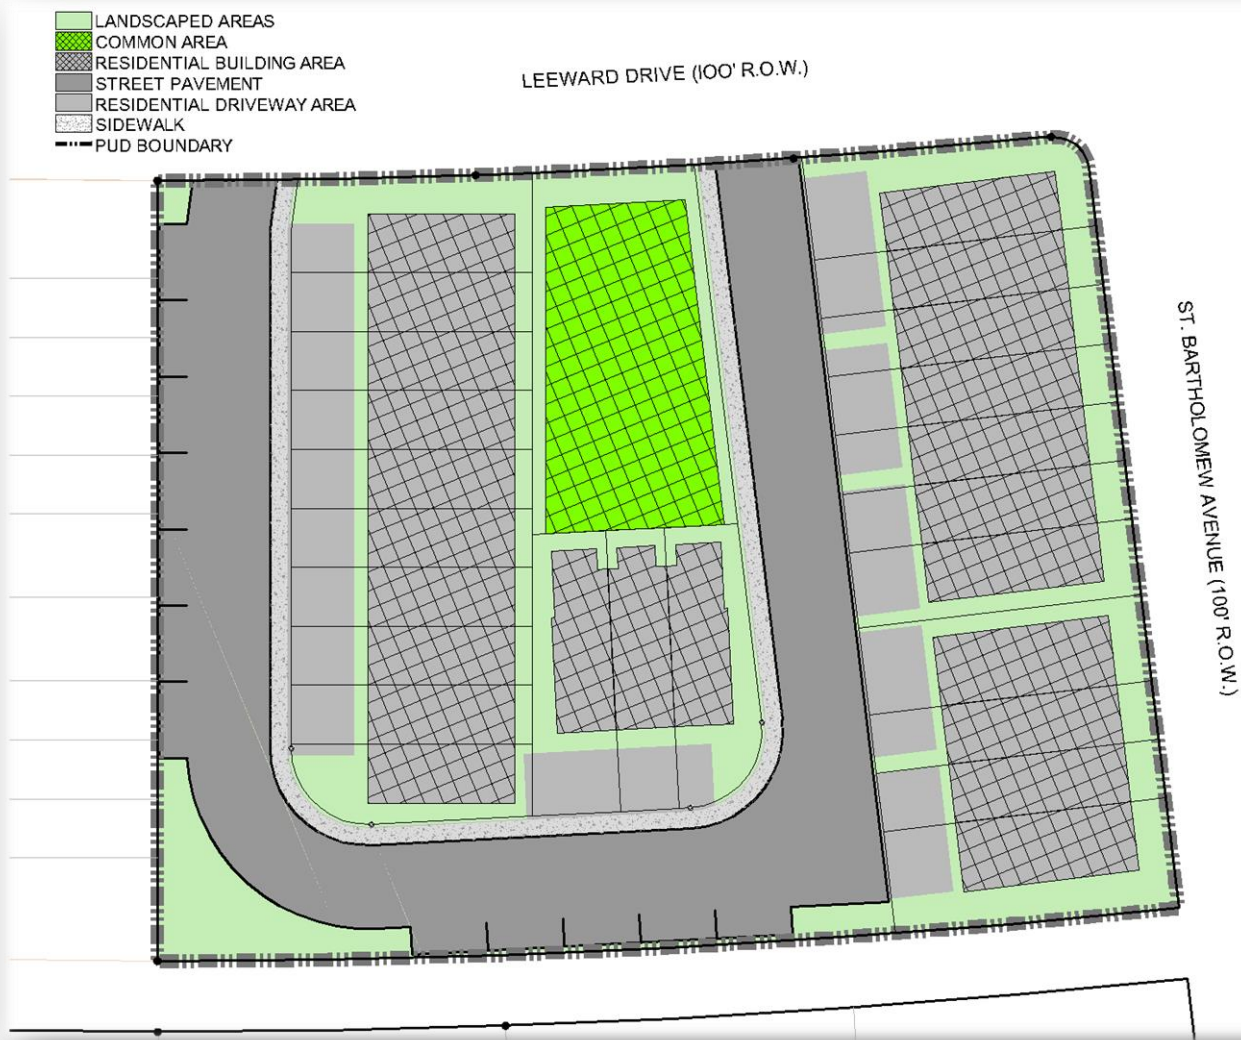 LANDSCAPED AREAS
COMMON AREA
RESIDENTIAL BUILDING AREA
STREET PAVEMENT
RESIDENTIAL DRIVEWAY AREA
SIDEWALK
PUD BOUNDARY
LEEWARD DRIVE (IOO' R.O.W.)
ST. BARTHOLOMEW AVENUE (100' R.O.W.)